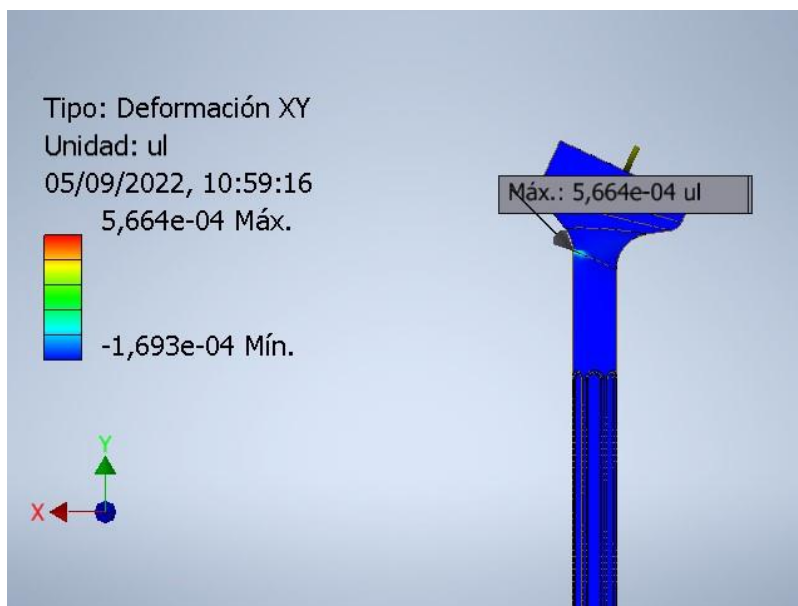 Tipo: Deformación XY
Unidad: ul
05/09/2022, 10:59:16
5,664e-04 Máx.
Máx.: 5,664e-04 ul
-1,693e-04 Mín.
Y
X